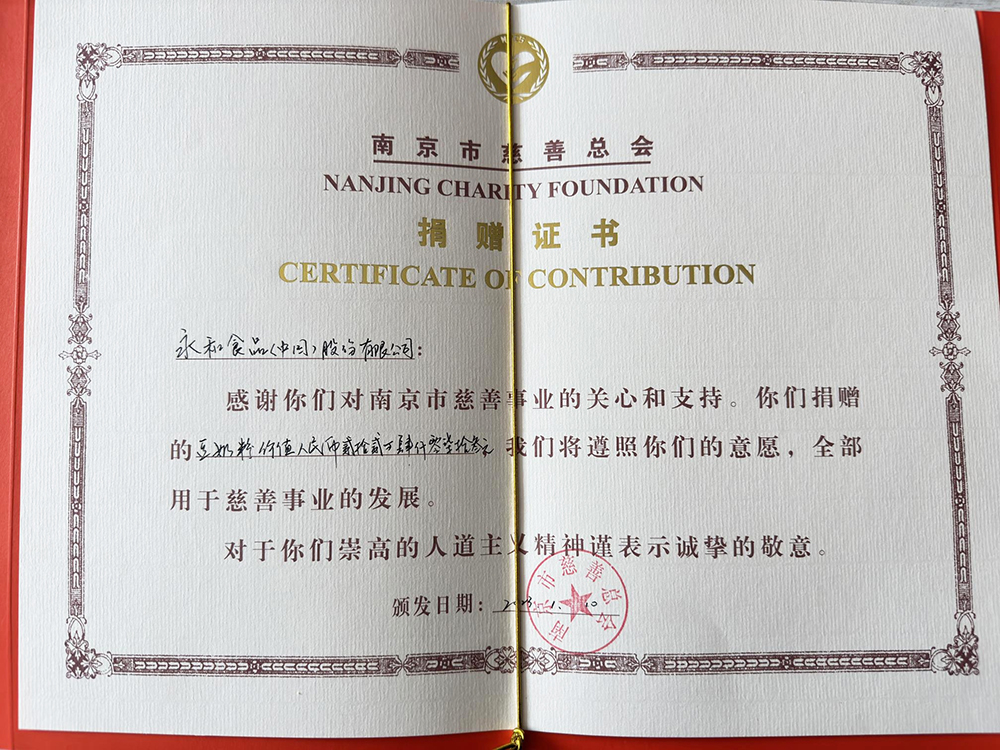 南京市慈善总会
NANJING CHARITY FOUNDATION
捐赠证书
CERTIFICATE OF CONTRIBUTION
永和食品(中国)股份有限公司:
感谢你们对南京市慈善事业的关心和支持。你们捐赠
的豆奶粉价值人民币贰拾贰万肆仟零柒拾叁元 我们将遵照你们的意愿,全部
用于慈善事业的发展。
对于你们崇高的人道主义精神谨表示诚挚的敬意。
颁发日期: 2023.1.10
南京市慈善总会